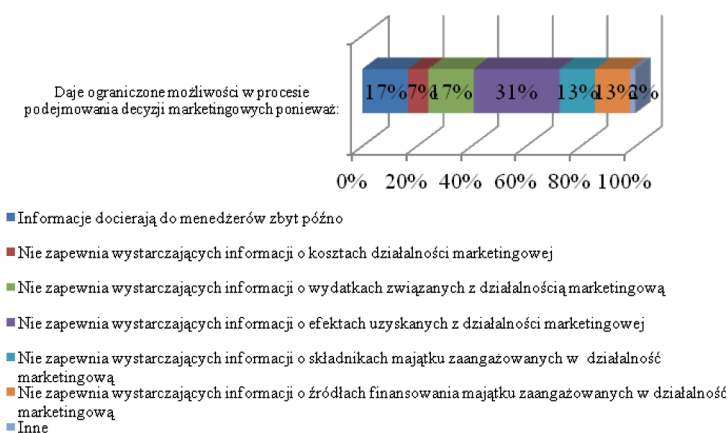 Daje ograniczone możliwości w procesie
podejmowania decyzji marketingowych ponieważ:
17% 7% 17% 31% 13% 13% 2%
0% 20% 40% 60% 80% 100%
Informacje docierają do menedżerów zbyt późno
Nie zapewnia wystarczających informacji o kosztach działalności marketingowej
Nie zapewnia wystarczających informacji o wydatkach związanych z działalnością marketingową
Nie zapewnia wystarczających informacji o efektach uzyskanych z działalności marketingowej
Nie zapewnia wystarczających informacji o składnikach majątku zaangażowanych w działalność
marketingową
Nie zapewnia wystarczających informacji o źródłach finansowania majątku zaangażowanych w działalność
marketingową
Inne